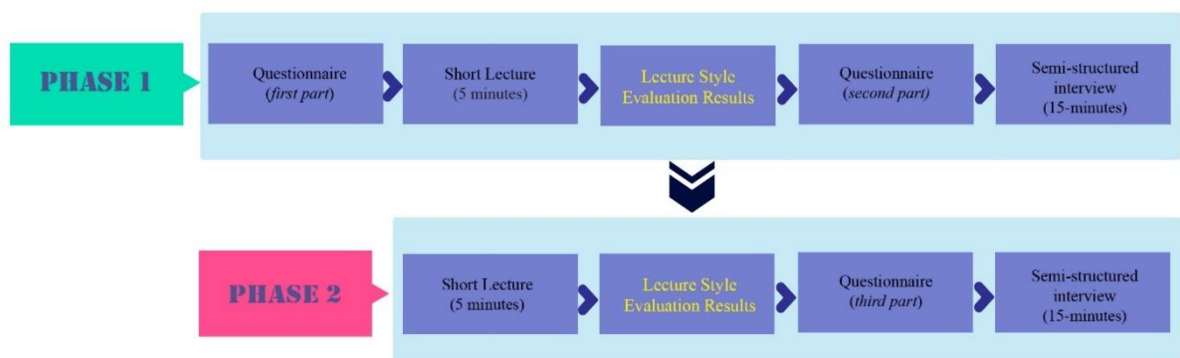 PHASE 1
Questionnaire
(first part)
Short Lecture
(5 minutes)
Lecture Style
Evaluation Results
Questionnaire
(second part)
Semi-structured
interview
(15-minutes)
PHASE 2
Short Lecture
(5 minutes)
Lecture Style
Evaluation Results
Questionnaire
(third part)
Semi-structured
interview
(15-minutes)